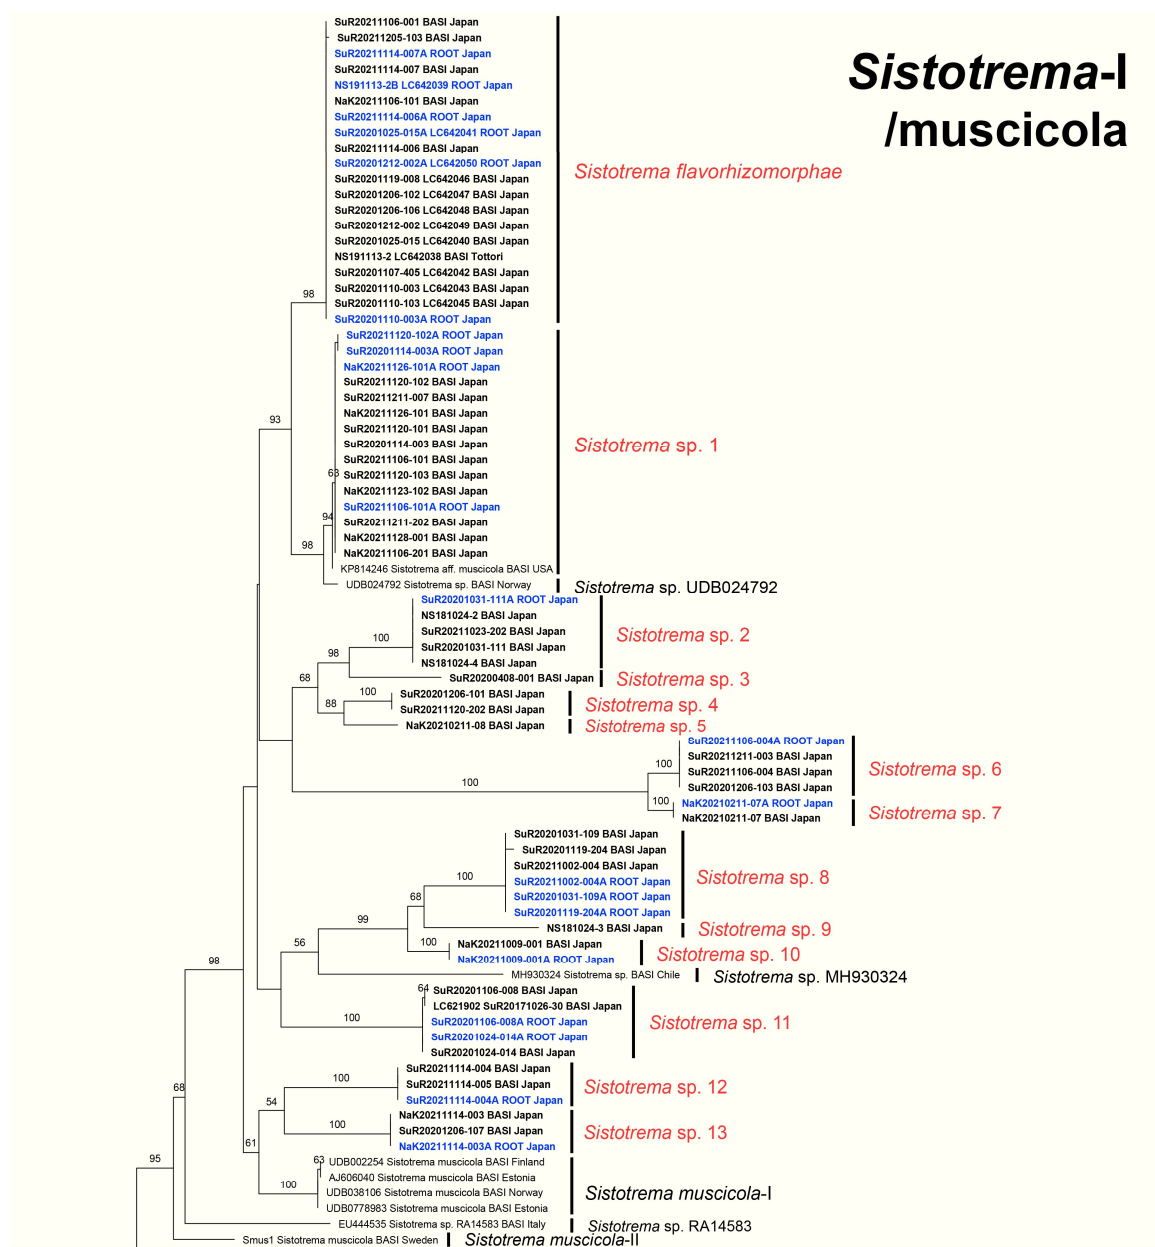 Sistotrema-I
/muscicola
SuR20211106-001 BASI Japan
SuR20211205-103 BASI Japan
SuR20211114-007A ROOT Japan
SuR20211114-007 BASI Japan
NS191113-2B LC642039 ROOT Japan
NaK20211106-101 BASI Japan
SuR20211114-006A ROOT Japan
SuR20201025-015A LC642041 ROOT Japan
SuR20211114-006 BASI Japan
SuR20201212-002A LC642050 ROOT Japan
Sistotrema flavorhizomorphae
SuR20201119-008 LC642046 BASI Japan
SuR20201206-102 LC642047 BASI Japan
SuR20201206-106 LC642048 BASI Japan
SuR20201212-002 LC642049 BASI Japan
SuR20201025-015 LC642040 BASI Japan
NS191113-2 LC642038 BASI Tottori
SuR20201107-405 LC642042 BASI Japan
SuR20201110-003 LC642043 BASI Japan
98
SuR20201110-103 LC642045 BASI Japan
SuR20201110-003A ROOT Japan
SuR20211120-102A ROOT Japan
SuR20201114-003A ROOT Japan
NaK20211126-101A ROOT Japan
SuR20211120-102 BASI Japan
SuR20211211-007 BASI Japan
NaK20211126-101 BASI Japan
93
SuR20211120-101 BASI Japan
SuR20201114-003 BASI Japan
Sistotrema sp. 1
SuR20211106-101 BASI Japan
63
SuR20211120-103 BASI Japan
NaK20211123-102 BASI Japan
SuR20211106-101A ROOT Japan
94
SuR20211211-202 BASI Japan
NaK20211128-001 BASI Japan
98
NaK20211106-201 BASI Japan
KP814246 Sistotrema aff. muscicola BASI USA
UDB024792 Sistotrema sp. BASI Norway
Sistotrema sp. UDB024792
SuR20201031-111A ROOT Japan
NS181024-2 BASI Japan
SuR20211023-202 BASI Japan
Sistotrema sp. 2
100
SuR20201031-111 BASI Japan
98
NS181024-4 BASI Japan
SuR20200408-001 BASI Japan
Sistotrema sp. 3
68
100
SuR20201206-101 BASI Japan
88
SuR20211120-202 BASI Japan
Sistotrema sp. 4
NaK20210211-08 BASI Japan
Sistotrema sp. 5
SuR20211106-004A ROOT Japan
SuR20211211-003 BASI Japan
100
SuR20211106-004 BASI Japan
Sistotrema sp. 6
100
SuR20201206-103 BASI Japan
100
NaK20210211-07A ROOT Japan
NaK20210211-07 BASI Japan
Sistotrema sp. 7
SuR20201031-109 BASI Japan
SuR20201119-204 BASI Japan
SuR20211002-004 BASI Japan
100
SuR20211002-004A ROOT Japan
Sistotrema sp. 8
68
SuR20201031-109A ROOT Japan
SuR20201119-204A ROOT Japan
99
NS181024-3 BASI Japan
Sistotrema sp. 9
56
100
NaK20211009-001 BASI Japan
NaK20211009-001A ROOT Japan
Sistotrema sp. 10
98
MH930324 Sistotrema sp. BASI Chile
Sistotrema sp. MH930324
64
SuR20201106-008 BASI Japan
LC621902 SuR20171026-30 BASI Japan
100
SuR20201106-008A ROOT Japan
Sistotrema sp. 11
SuR20201024-014A ROOT Japan
SuR20201024-014 BASI Japan
SuR20211114-004 BASI Japan
100
SuR20211114-005 BASI Japan
Sistotrema sp. 12
68
54
SuR20211114-004A ROOT Japan
NaK20211114-003 BASI Japan
100
SuR20201206-107 BASI Japan
Sistotrema sp. 13
61
NaK20211114-003A ROOT Japan
95
63
UDB002254 Sistotrema muscicola BASI Finland
AJ606040 Sistotrema muscicola BASI Estonia
100
UDB038106 Sistotrema muscicola BASI Norway
Sistotrema muscicola-I
UDB0778983 Sistotrema muscicola BASI Estonia
EU444535 Sistotrema sp. RA14583 BASI Italy
Sistotrema sp. RA14583
Smus1 Sistotrema muscicola BASI Sweden
Sistotrema muscicola-II